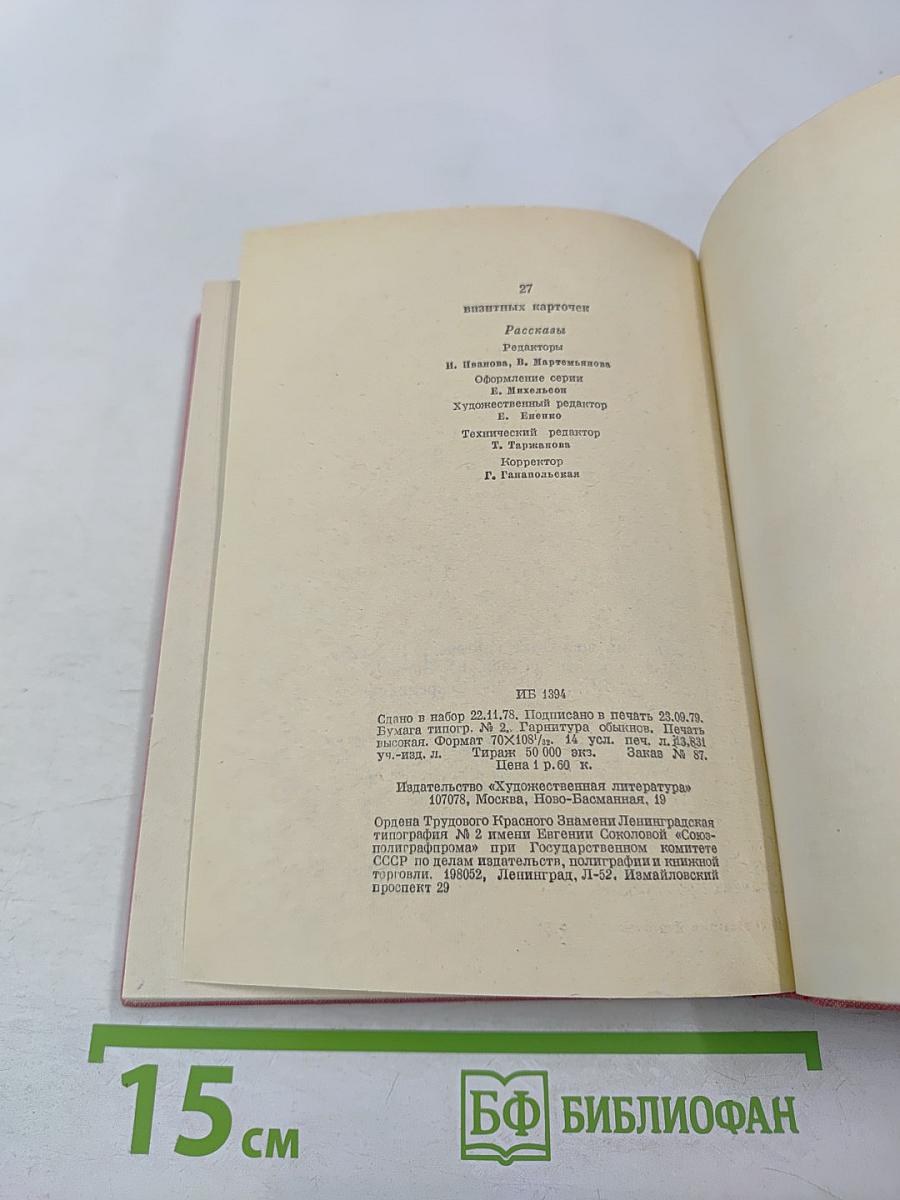 27
визитных карточек
Рассказы
Редакторы
И. Иванова, В. Мартемьянова
Оформление серии
Е. Михельсон
Художественный редактор
Е. Ененко
Технический редактор
Т. Таржанова
Корректор
Г. Ганапольская
ИБ 1394
Сдано в набор 22.11.78. Подписано в печать 23.09.79.
Бумага типогр. № 2. Гарнитура обыкнов. Печать
высокая. Формат 70×108¹/₃₂. 14 усл. печ. л. 13,831
уч.-изд. л. Тираж 50 000 экз. Заказ № 87.
Цена 1 р. 60 к.
Издательство «Художественная литература»
107078, Москва, Ново-Басманная, 19
Ордена Трудового Красного Знамени Ленинградская
типография № 2 имени Евгении Соколовой «Союз-
полиграфпрома» при Государственном комитете
СССР по делам издательств, полиграфии и книжной
торговли. 198052, Ленинград, Л-52. Измайловский
проспект 29
15 см
БФ БИБЛИОФАН